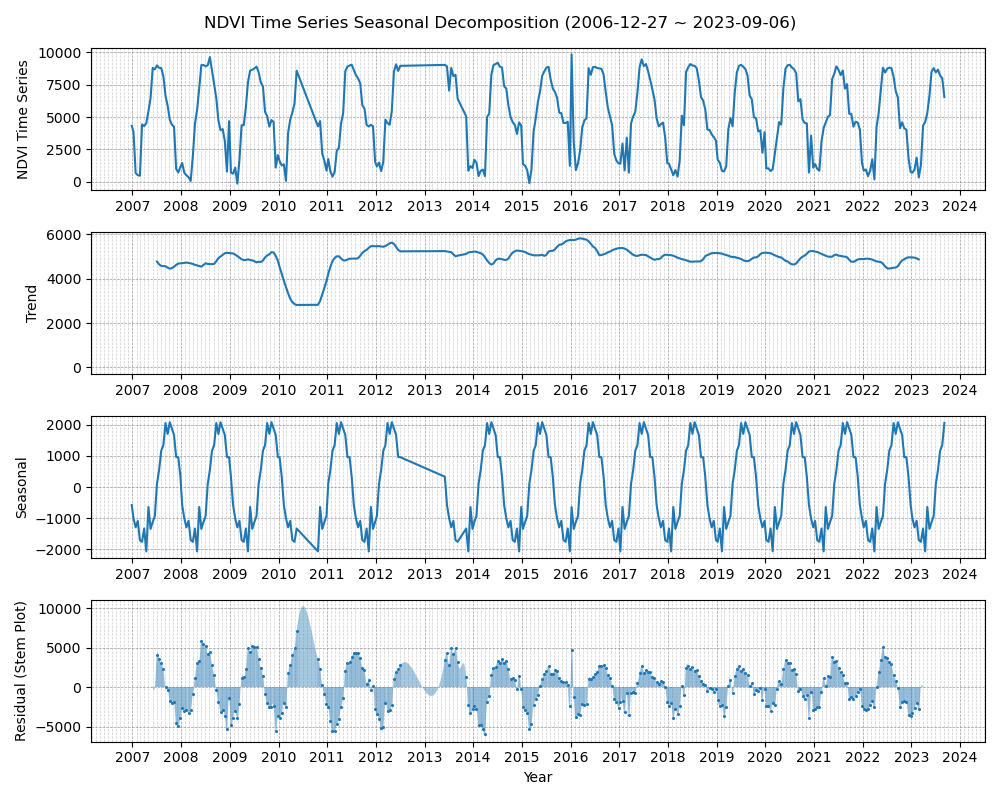 NDVI Time Series Seasonal Decomposition (2006-12-27 ~ 2023-09-06)
NDVI Time Series
10000
7500
5000
2500
0
2007 2008 2009 2010 2011 2012 2013 2014 2015 2016 2017 2018 2019 2020 2021 2022 2023 2024
Trend
6000
4000
2000
0
2007 2008 2009 2010 2011 2012 2013 2014 2015 2016 2017 2018 2019 2020 2021 2022 2023 2024
Seasonal
2000
1000
0
−1000
−2000
2007 2008 2009 2010 2011 2012 2013 2014 2015 2016 2017 2018 2019 2020 2021 2022 2023 2024
Residual (Stem Plot)
10000
5000
0
−5000
2007 2008 2009 2010 2011 2012 2013 2014 2015 2016 2017 2018 2019 2020 2021 2022 2023 2024
Year